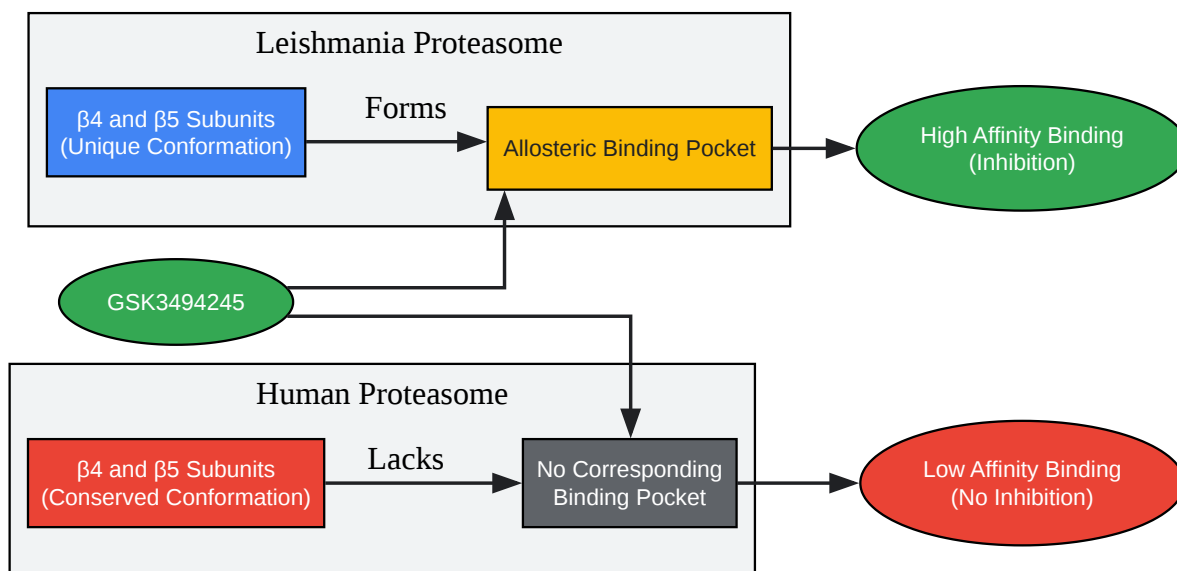 Leishmania Proteasome
β4 and β5 Subunits
(Unique Conformation)
Forms
Allosteric Binding Pocket
High Affinity Binding
(Inhibition)
GSK3494245
Human Proteasome
β4 and β5 Subunits
(Conserved Conformation)
Lacks
No Corresponding
Binding Pocket
Low Affinity Binding
(No Inhibition)